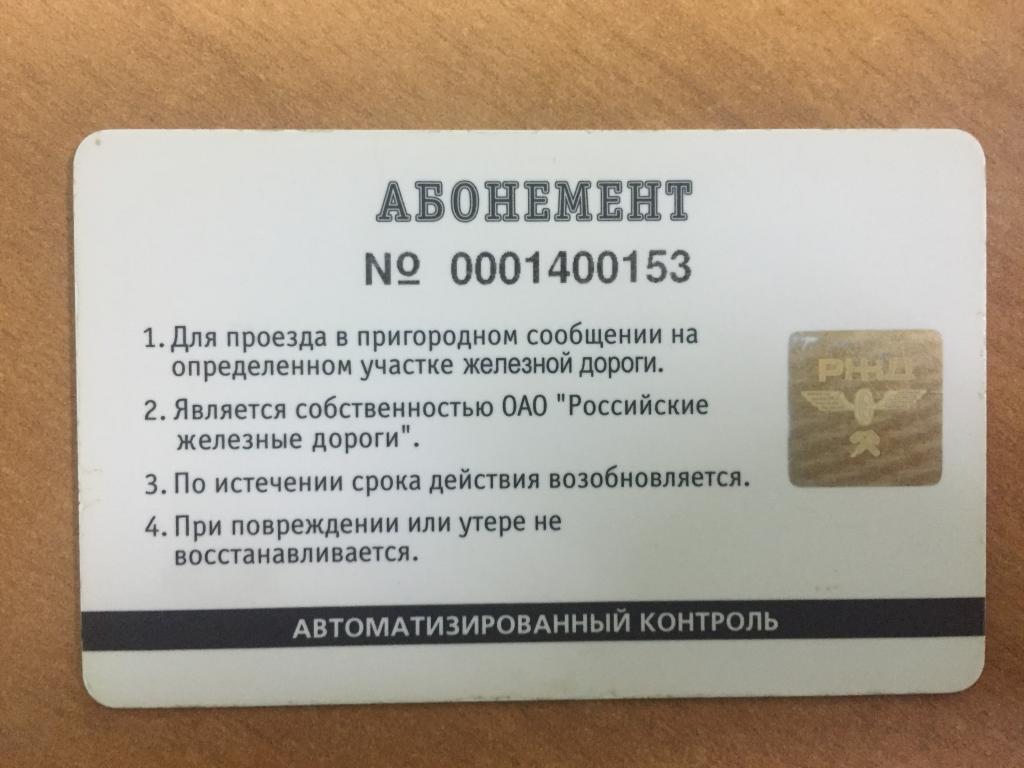 АБОНЕМЕНТ
№ 0001400153
1. Для проезда в пригородном сообщении на
определенном участке железной дороги.
2. Является собственностью ОАО "Российские
железные дороги".
3. По истечении срока действия возобновляется.
4. При повреждении или утере не
восстанавливается.
РЖД
АВТОМАТИЗИРОВАННЫЙ КОНТРОЛЬ